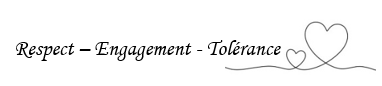 Respect – Engagement - Tolérance